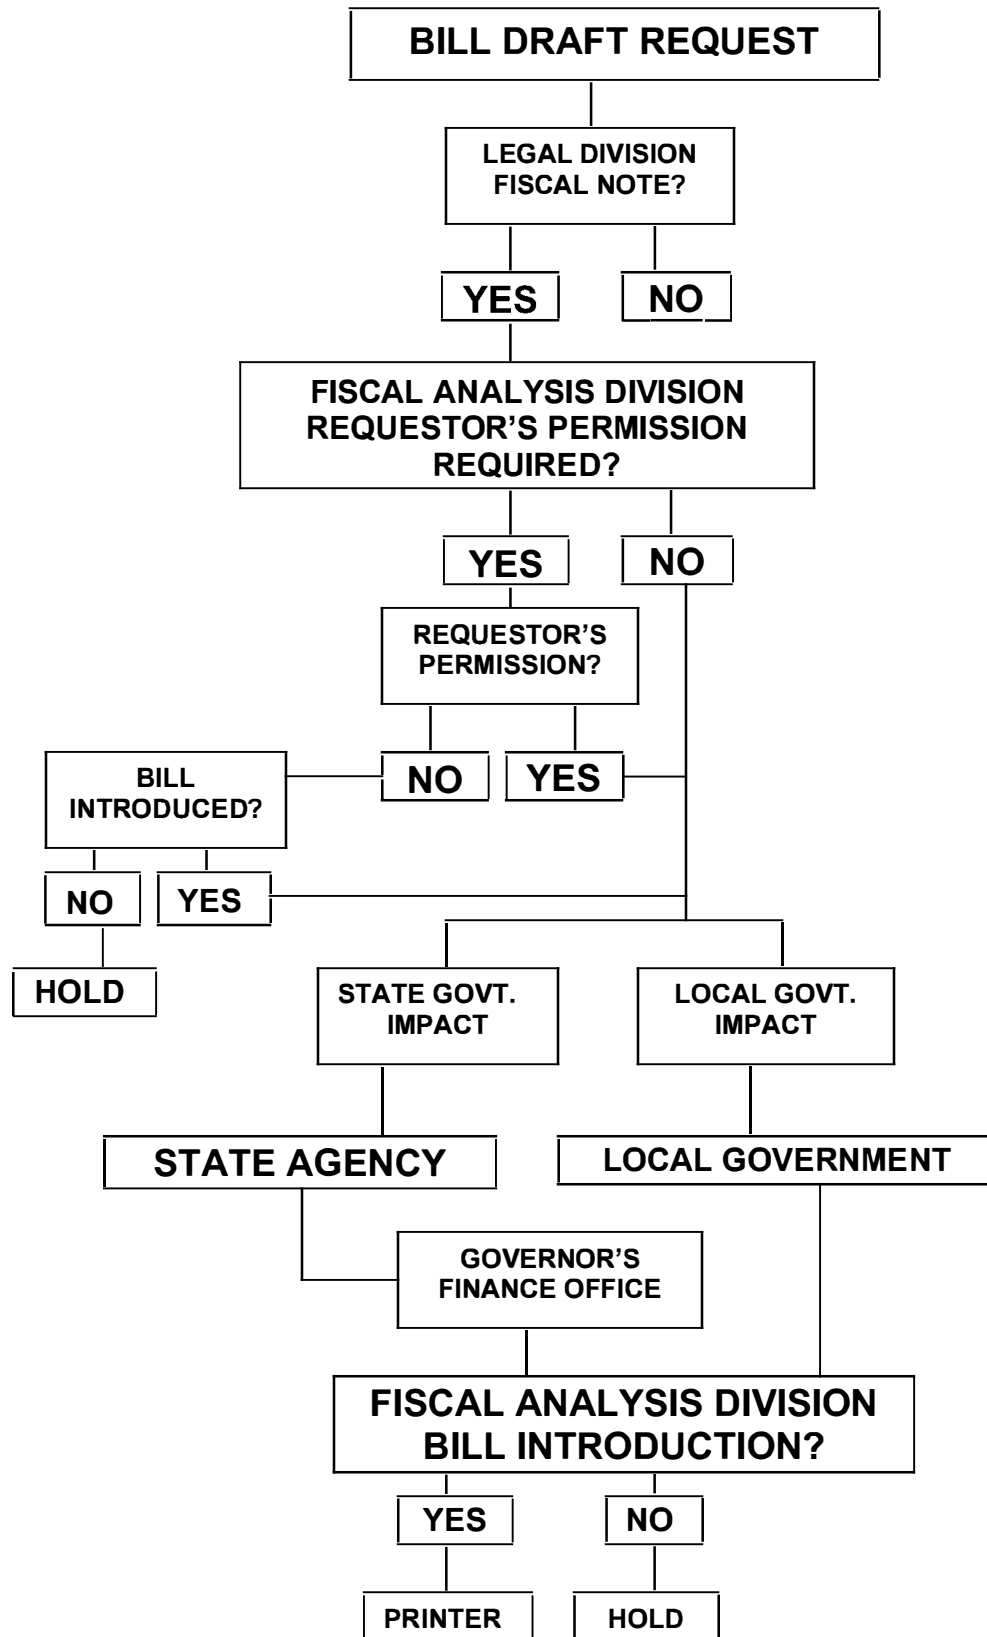 BILL DRAFT REQUEST
LEGAL DIVISION
FISCAL NOTE?
YES
NO
FISCAL ANALYSIS DIVISION
REQUESTOR'S PERMISSION
REQUIRED?
YES
NO
REQUESTOR'S
PERMISSION?
BILL
INTRODUCED?
NO
YES
NO
YES
HOLD
STATE GOVT.
IMPACT
LOCAL GOVT.
IMPACT
STATE AGENCY
LOCAL GOVERNMENT
GOVERNOR'S
FINANCE OFFICE
FISCAL ANALYSIS DIVISION
BILL INTRODUCTION?
YES
NO
PRINTER
HOLD